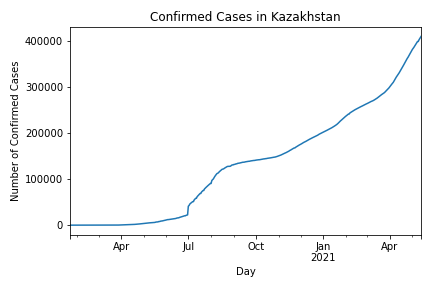 Confirmed Cases in Kazakhstan
Number of Confirmed Cases
400000
300000
200000
100000
0
Apr
Jul
Oct
Jan
2021
Apr
Day